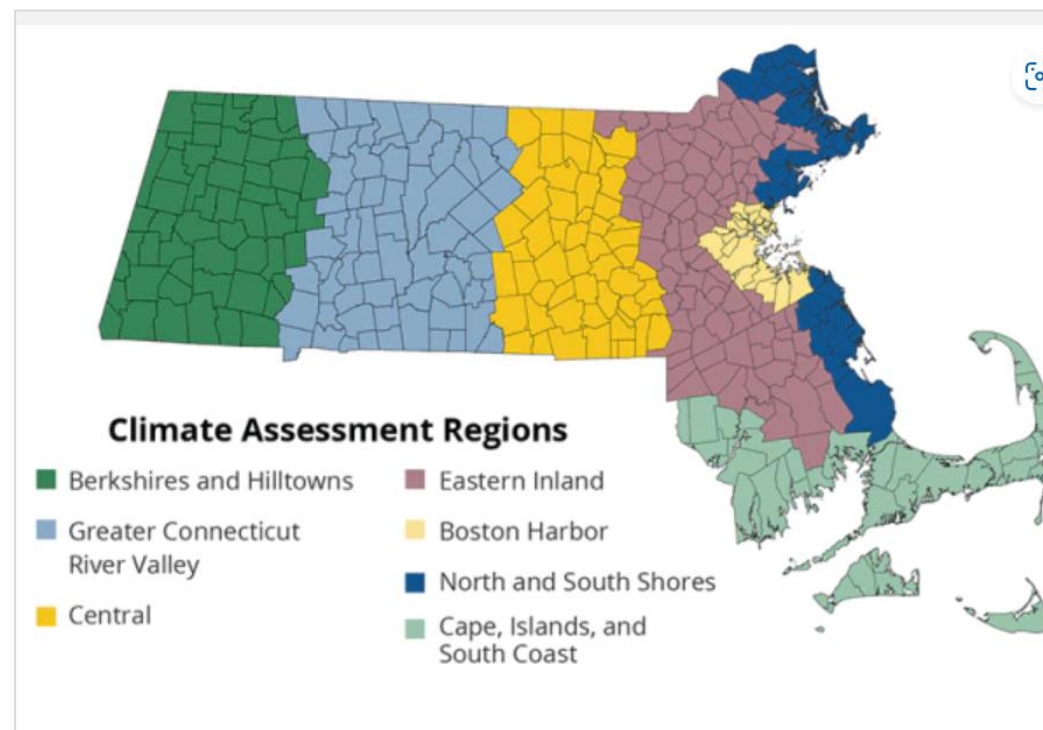 Climate Assessment Regions
Berkshires and Hilltowns
Greater Connecticut
River Valley
Central
Eastern Inland
Boston Harbor
North and South Shores
Cape, Islands, and
South Coast